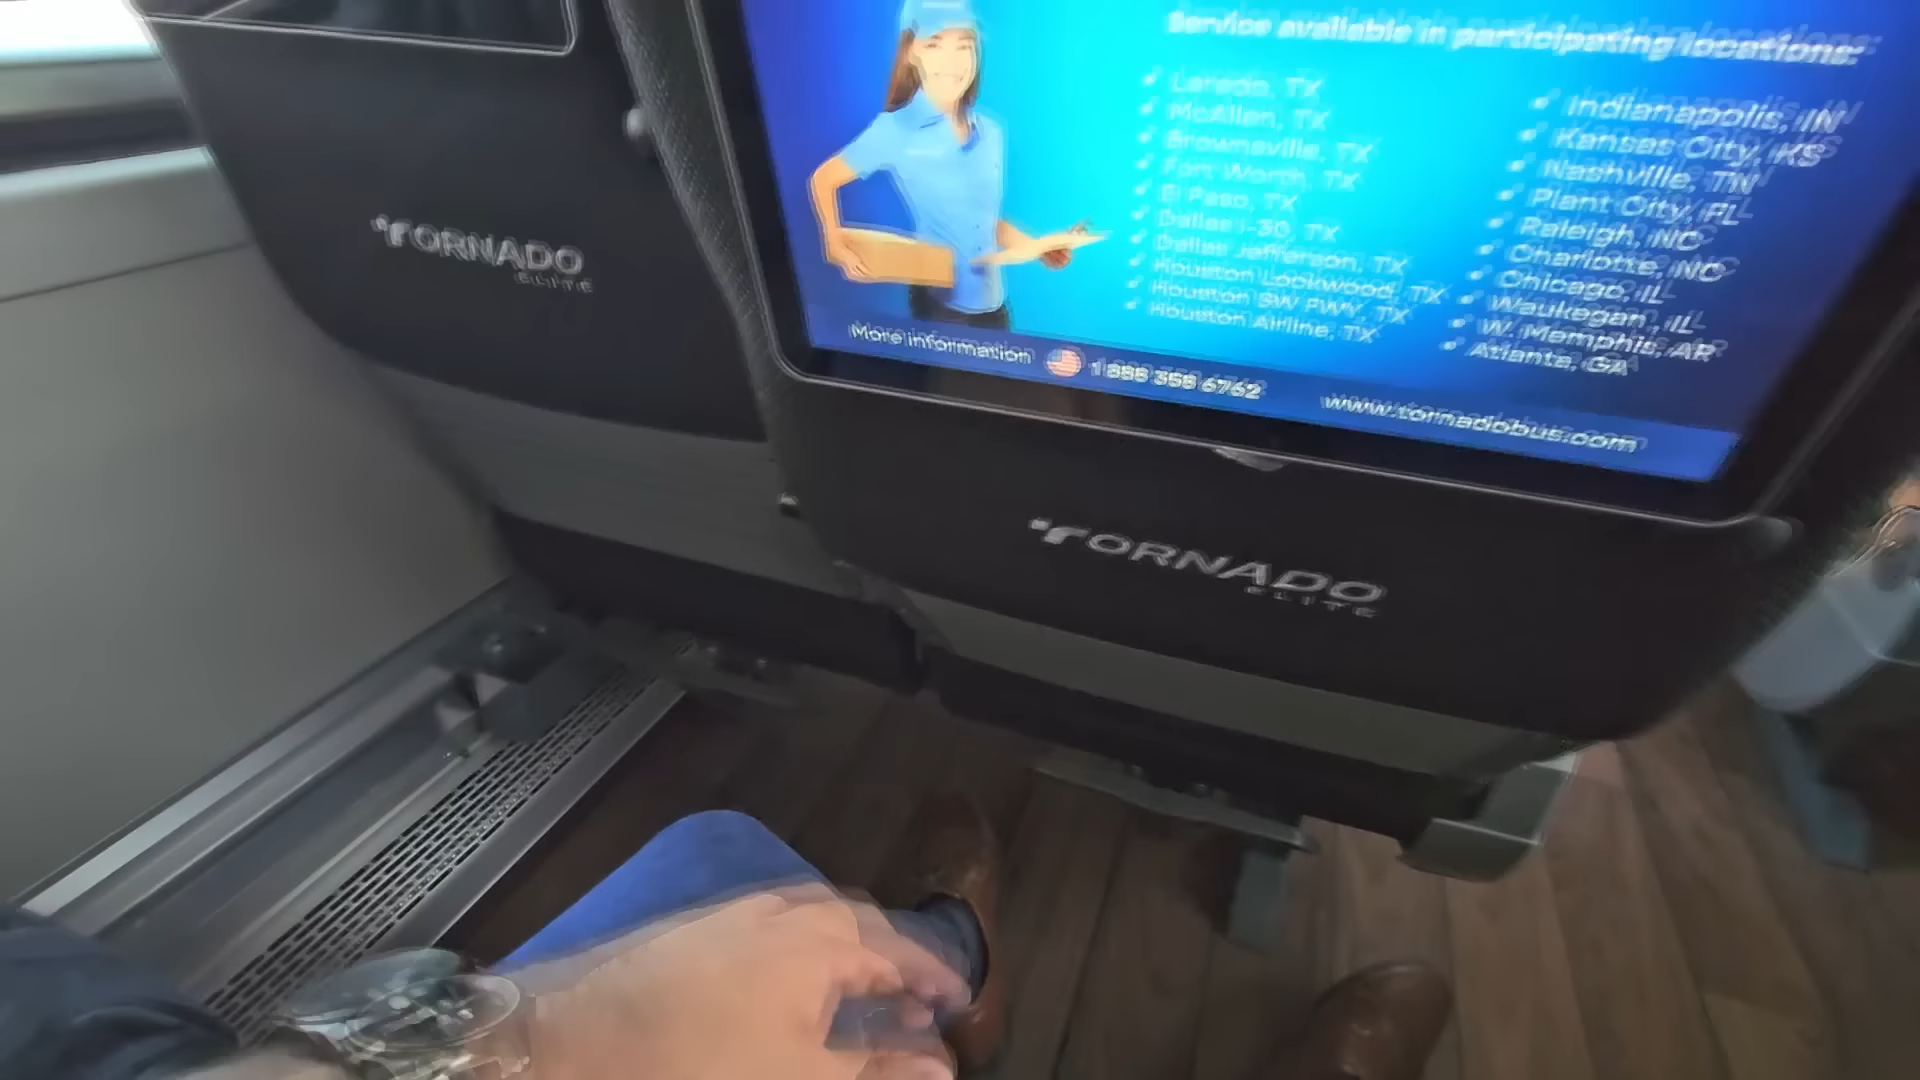 TORNADO
ELITE
Service available in participating locations:
Laredo, TX
McAllen, TX
Brownsville, TX
Fort Worth, TX
El Paso, TX
Dallas I-30, TX
Dallas Jefferson, TX
Houston Lockwood, TX
Houston SW FWY, TX
Houston Airline, TX
Indianapolis, IN
Kansas City, KS
Nashville, TN
Plant City, FL
Raleigh, NC
Charlotte, NC
Chicago, IL
Waukegan, IL
W. Memphis, AR
Atlanta, GA
More information 1 888 358 6762 www.tornadobus.com
TORNADO
ELITE